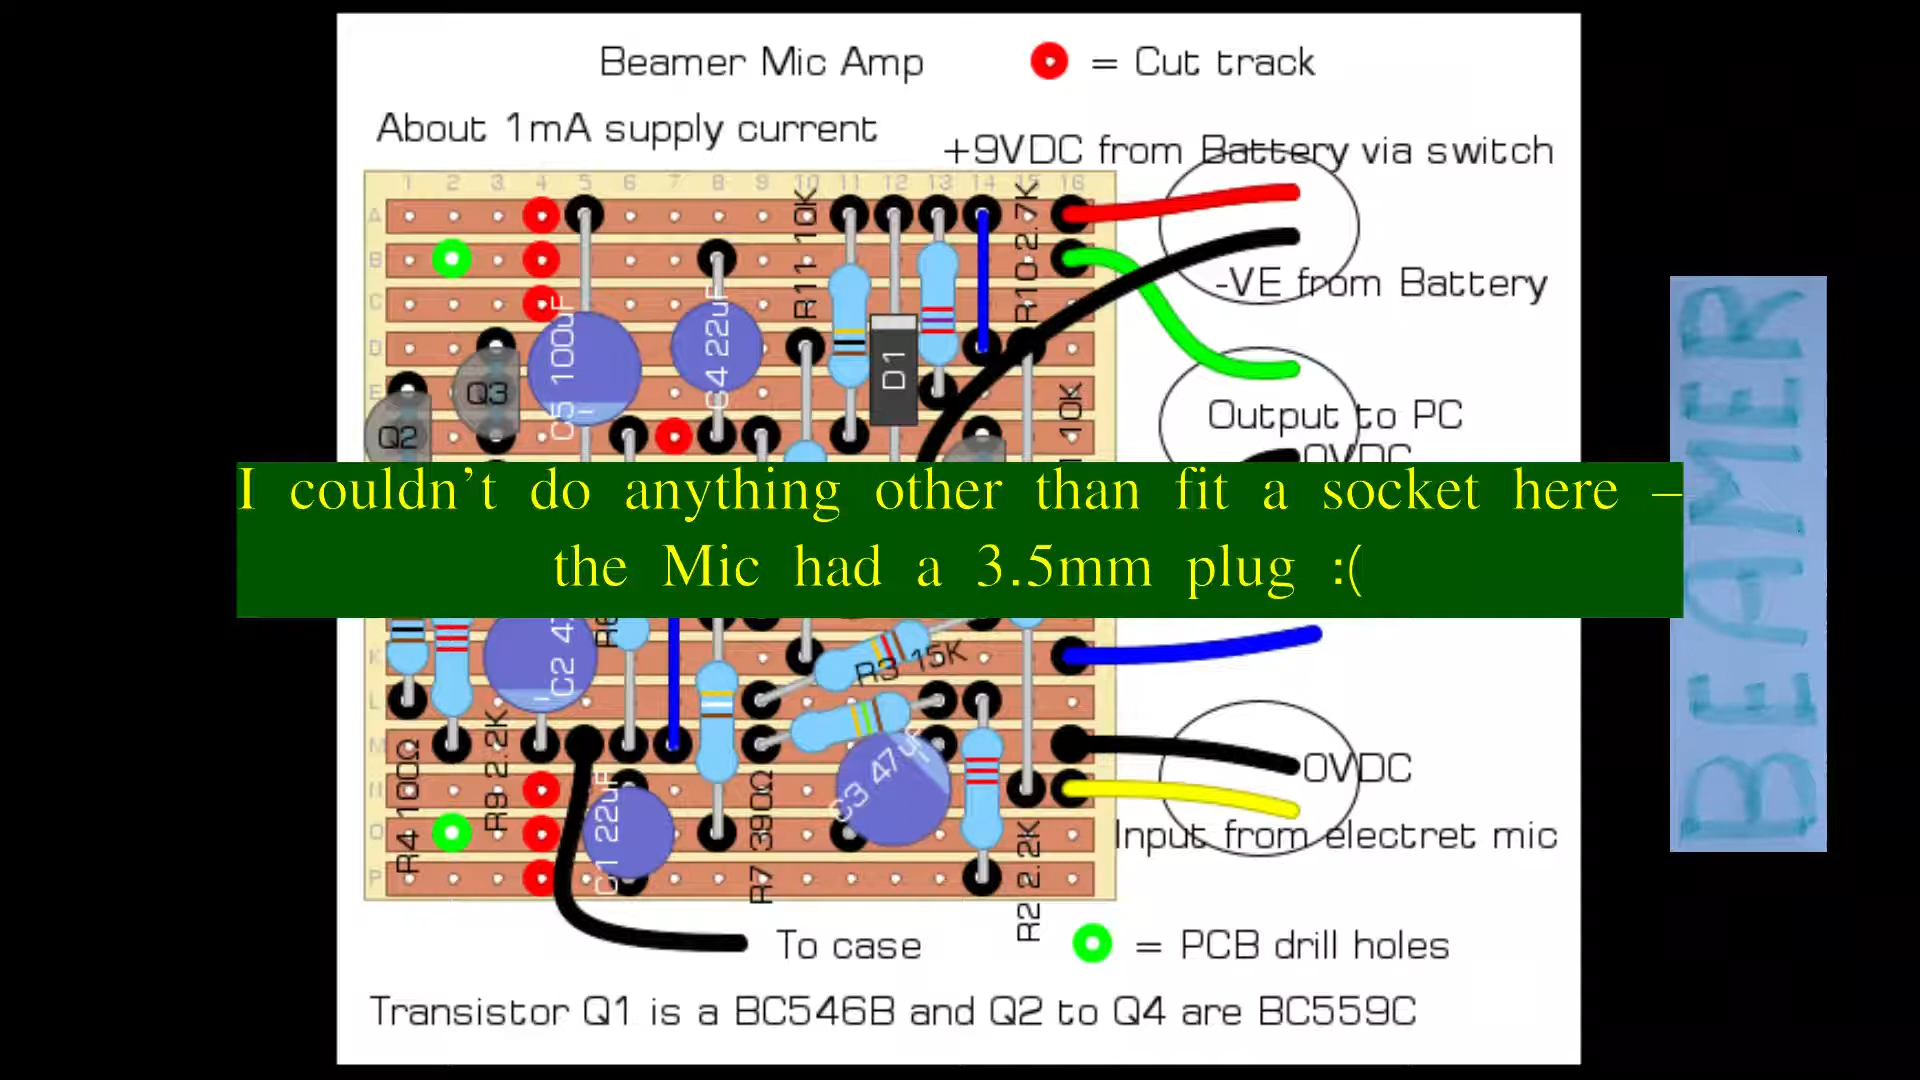 Beamer Mic Amp
= Cut track
About 1mA supply current
+9VDC from Battery via switch
1 2 3 4 5 6 7 8 9 10 11 12 13 14 15 16
A
B
C
D
E
R11 10K
R10 2.7K
-VE from Battery
C5 100uF
C4 22uF
D1
Q3
Q2
10K
Output to PC
0VDC
I couldn't do anything other than fit a socket here –
the Mic had a 3.5mm plug :(
BEAMER
K
L
M
N
O
P
C2
R3 15K
R4 100Ω
R9 2.2K
C1 22uF
R7 390Ω
C3 47uF
R2 2.2K
0VDC
Input from electret mic
To case
= PCB drill holes
Transistor Q1 is a BC546B and Q2 to Q4 are BC559C